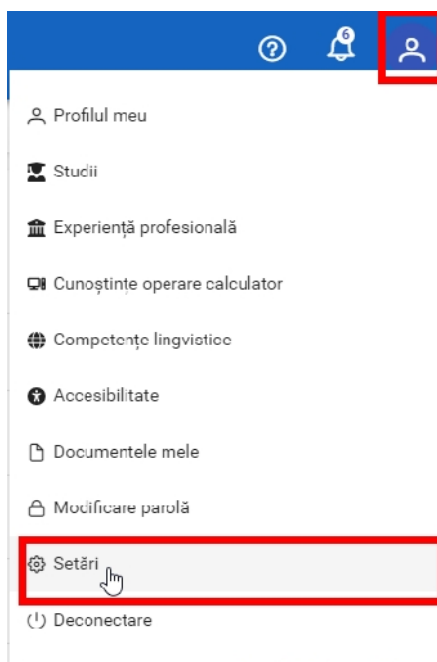 6
Profilul meu
Studii
Experiență profesională
Cunoștințe operare calculator
Competențe lingvistice
Accesibilitate
Documentele mele
Modificare parolă
Setări
Deconectare